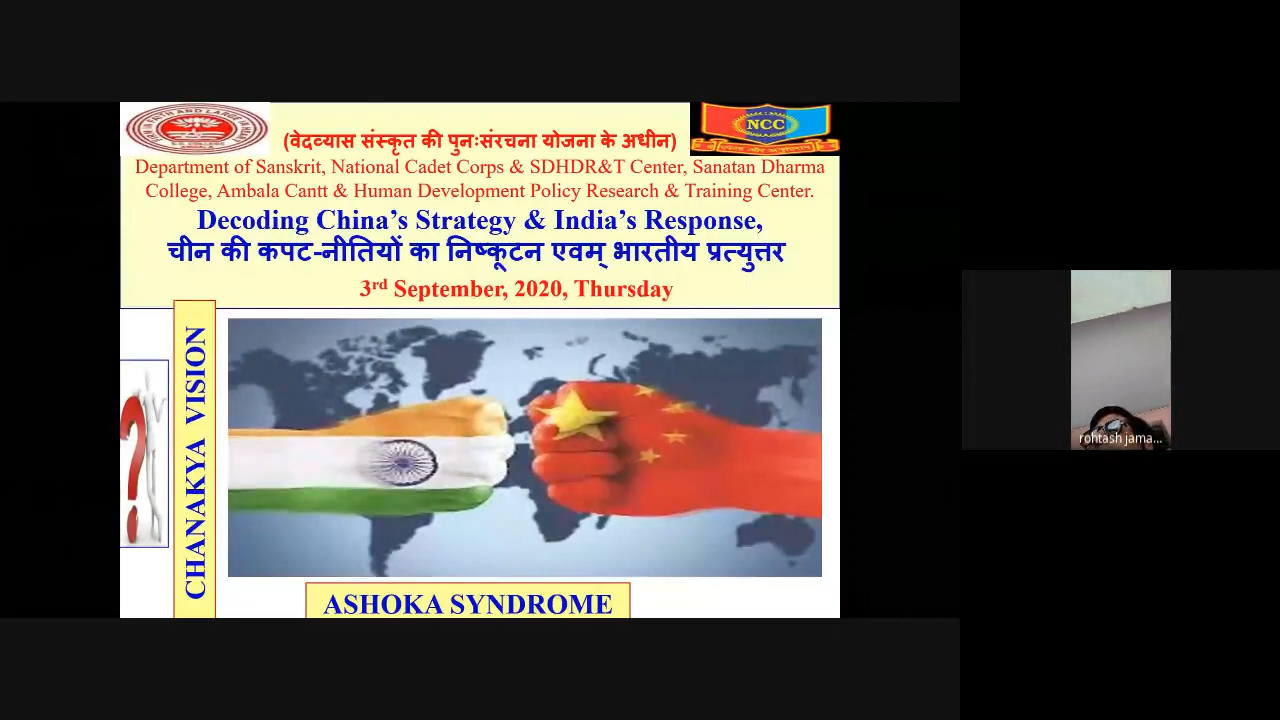 (वेदव्यास संस्कृत की पुनःसंरचना योजना के अधीन)
NCC
Department of Sanskrit, National Cadet Corps & SDHDR&T Center, Sanatan Dharma
College, Ambala Cantt & Human Development Policy Research & Training Center.
Decoding China’s Strategy & India’s Response,
चीन की कपट-नीतियों का निष्कूटन एवम् भारतीय प्रत्युत्तर
3rd September, 2020, Thursday
CHANAKYA VISION
ASHOKA SYNDROME
rohtash jama...